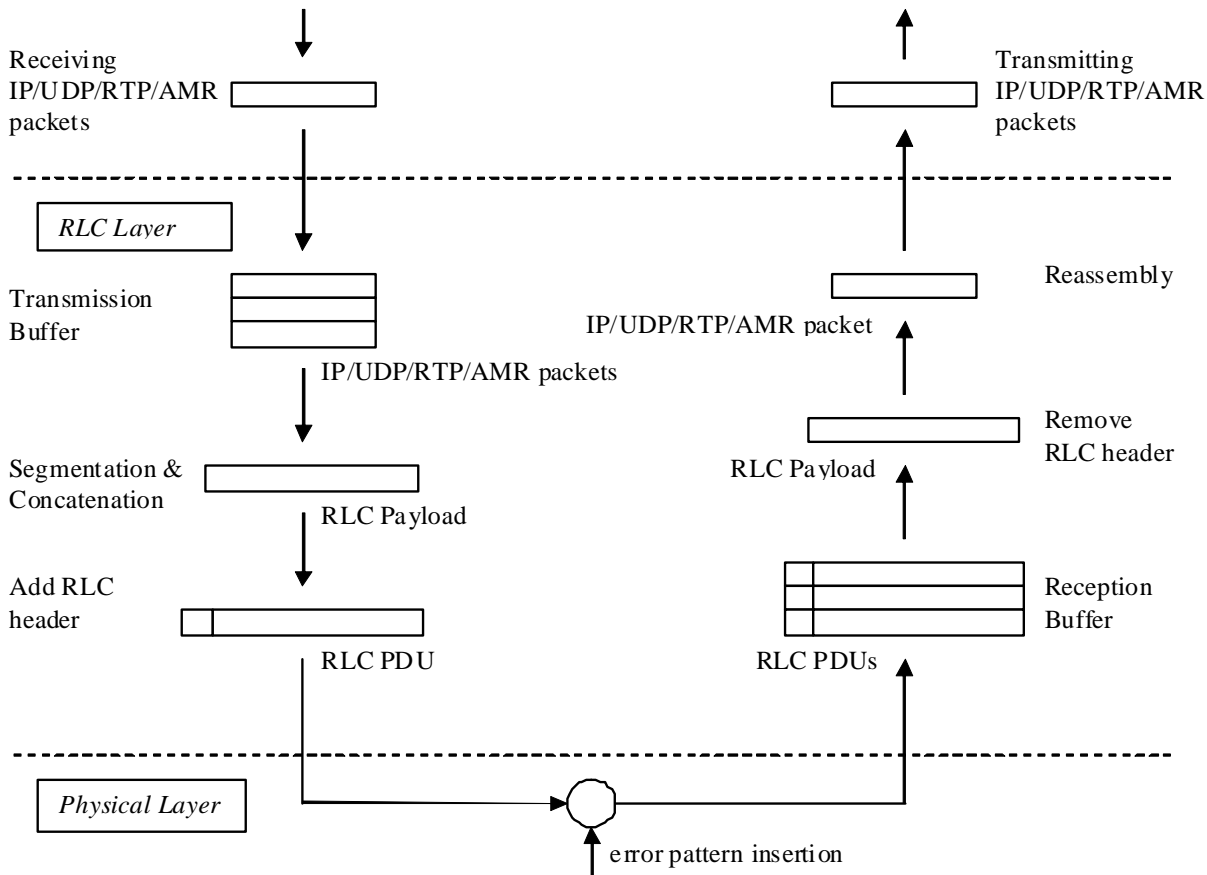 Receiving
IP/UDP/RTP/AMR
packets
Transmitting
IP/UDP/RTP/AMR
packets
RLC Layer
Transmission
Buffer
IP/UDP/RTP/AMR packets
Reassembly
IP/UDP/RTP/AMR packet
Segmentation &
Concatenation
RLC Payload
Remove
RLC header
RLC Payload
Add RLC
header
RLC PDU
Reception
Buffer
RLC PDUs
Physical Layer
error pattern insertion